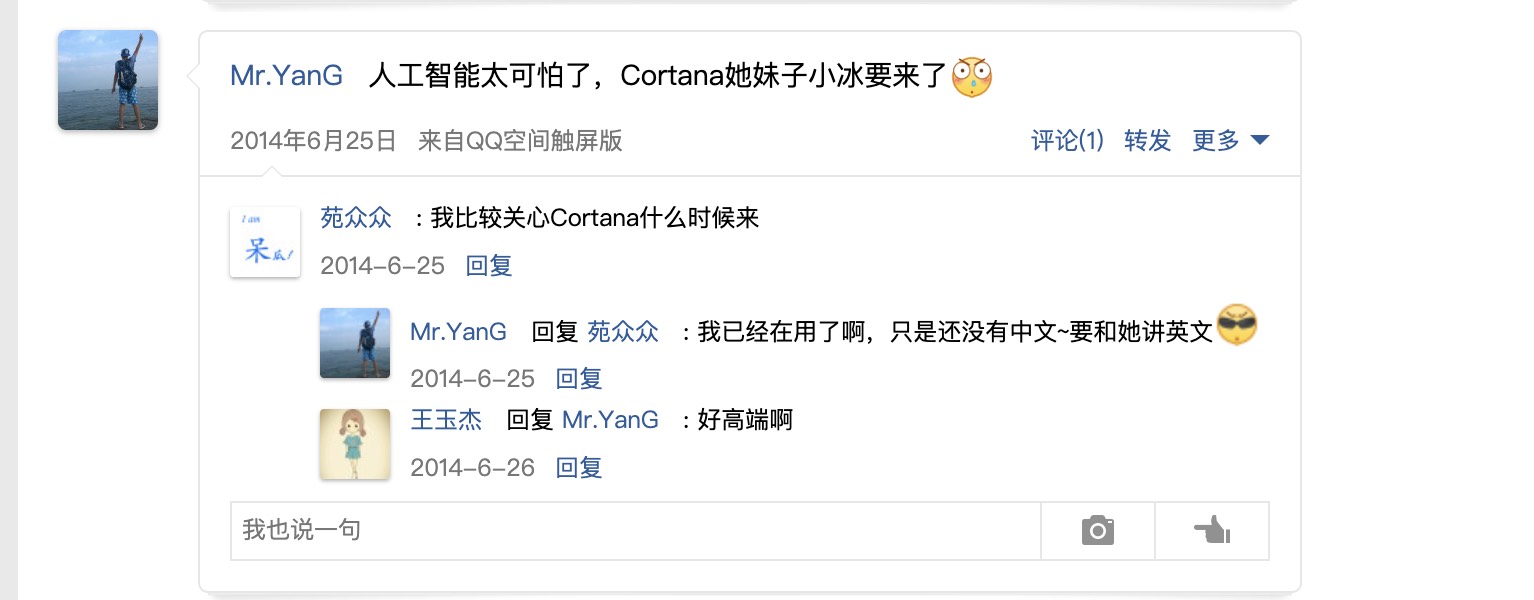 Mr.YanG 人工智能太可怕了，Cortana她妹子小冰要来了
2014年6月25日 来自QQ空间触屏版 评论(1) 转发 更多
I am
呆瓜！
苑众众 : 我比较关心Cortana什么时候来
2014-6-25 回复
Mr.YanG 回复 苑众众 : 我已经在用了啊，只是还没有中文~要和她讲英文
2014-6-25 回复
王玉杰 回复 Mr.YanG : 好高端啊
2014-6-26 回复
我也说一句